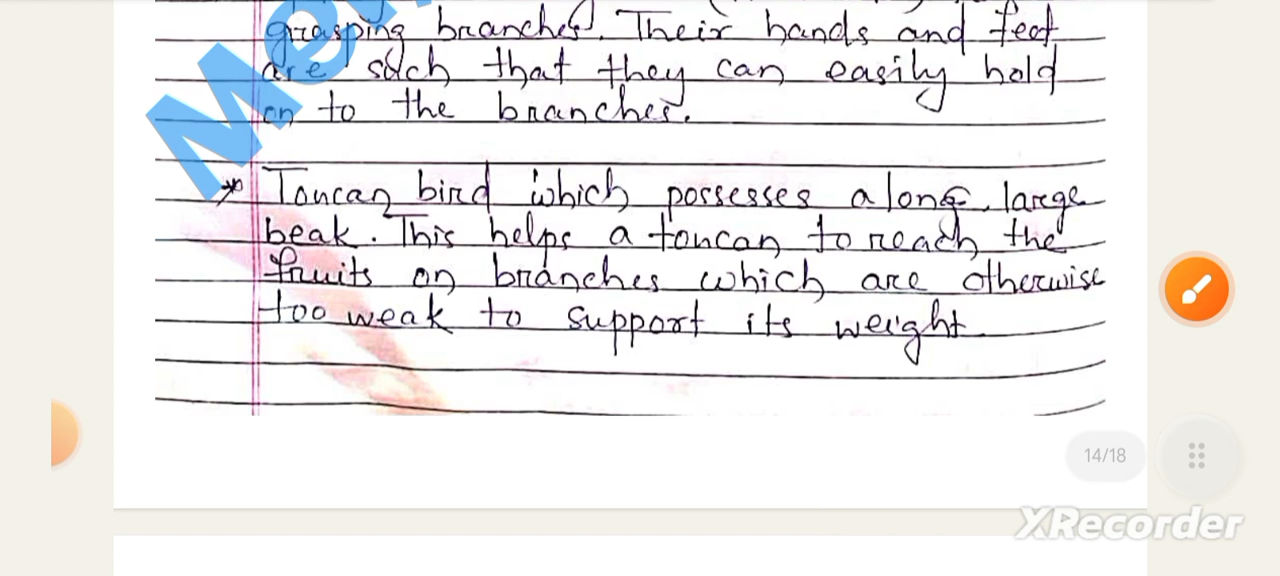 Mer
grasping branches. Their hands and feet
are such that they can easily hold
on to the branches.
* Toucan bird which possesses a long, large
beak. This helps a toucan to reach the
fruits on branches which are otherwise
too weak to support its weight
14/18
XRecorder